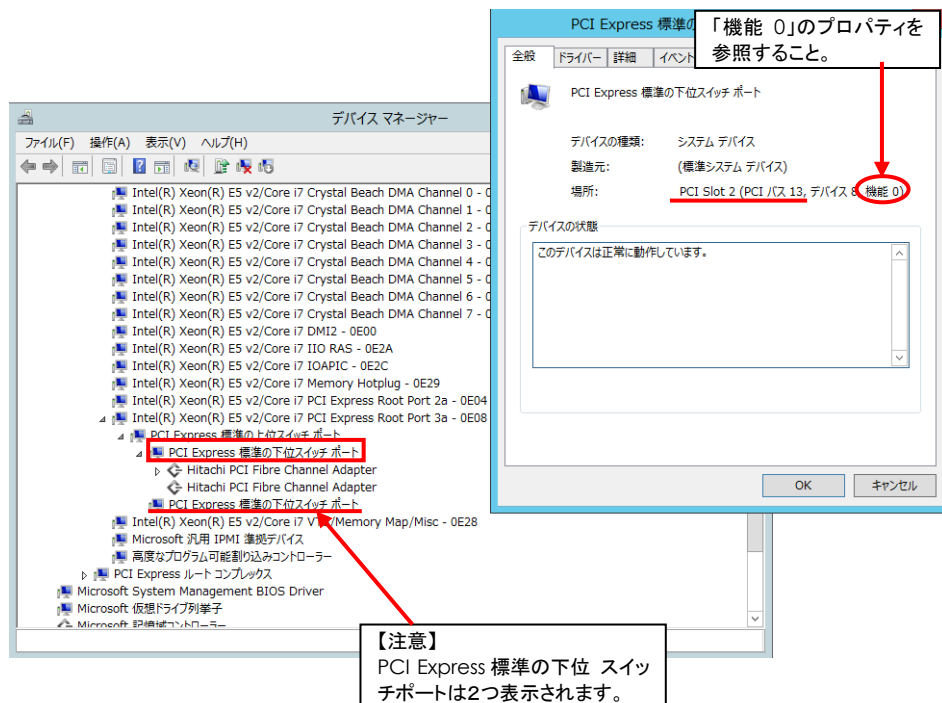 PCI Express 標準の
「機能 0」のプロパティを
参照すること。
全般
ドライバー
詳細
イベント
PCI Express 標準の下位スイッチ ポート
デバイスの種類:
システム デバイス
製造元:
(標準システム デバイス)
場所:
PCI Slot 2 (PCI バス 13, デバイス 8, 機能 0)
デバイスの状態
このデバイスは正常に動作しています。
OK
キャンセル
デバイス マネージャー
ファイル(F) 操作(A) 表示(V) ヘルプ(H)
Intel(R) Xeon(R) E5 v2/Core i7 Crystal Beach DMA Channel 0 - 0
Intel(R) Xeon(R) E5 v2/Core i7 Crystal Beach DMA Channel 1 - 0
Intel(R) Xeon(R) E5 v2/Core i7 Crystal Beach DMA Channel 2 - 0
Intel(R) Xeon(R) E5 v2/Core i7 Crystal Beach DMA Channel 3 - 0
Intel(R) Xeon(R) E5 v2/Core i7 Crystal Beach DMA Channel 4 - 0
Intel(R) Xeon(R) E5 v2/Core i7 Crystal Beach DMA Channel 5 - 0
Intel(R) Xeon(R) E5 v2/Core i7 Crystal Beach DMA Channel 6 - 0
Intel(R) Xeon(R) E5 v2/Core i7 Crystal Beach DMA Channel 7 - 0
Intel(R) Xeon(R) E5 v2/Core i7 DMI2 - 0E00
Intel(R) Xeon(R) E5 v2/Core i7 IIO RAS - 0E2A
Intel(R) Xeon(R) E5 v2/Core i7 IOAPIC - 0E2C
Intel(R) Xeon(R) E5 v2/Core i7 Memory Hotplug - 0E29
Intel(R) Xeon(R) E5 v2/Core i7 PCI Express Root Port 2a - 0E04
Intel(R) Xeon(R) E5 v2/Core i7 PCI Express Root Port 3a - 0E08
PCI Express 標準の上位スイッチ ポート
PCI Express 標準の下位スイッチ ポート
Hitachi PCI Fibre Channel Adapter
Hitachi PCI Fibre Channel Adapter
PCI Express 標準の下位スイッチ ポート
Intel(R) Xeon(R) E5 v2/Core i7 VTd/Memory Map/Misc - 0E28
Microsoft 汎用 IPMI 準拠デバイス
高度なプログラム可能割り込みコントローラー
PCI Express ルート コンプレックス
Microsoft System Management BIOS Driver
Microsoft 仮想ドライブ列挙子
Microsoft 記憶域コントローラー
【注意】
PCI Express 標準の下位 スイッ
チポートは2つ表示されます。